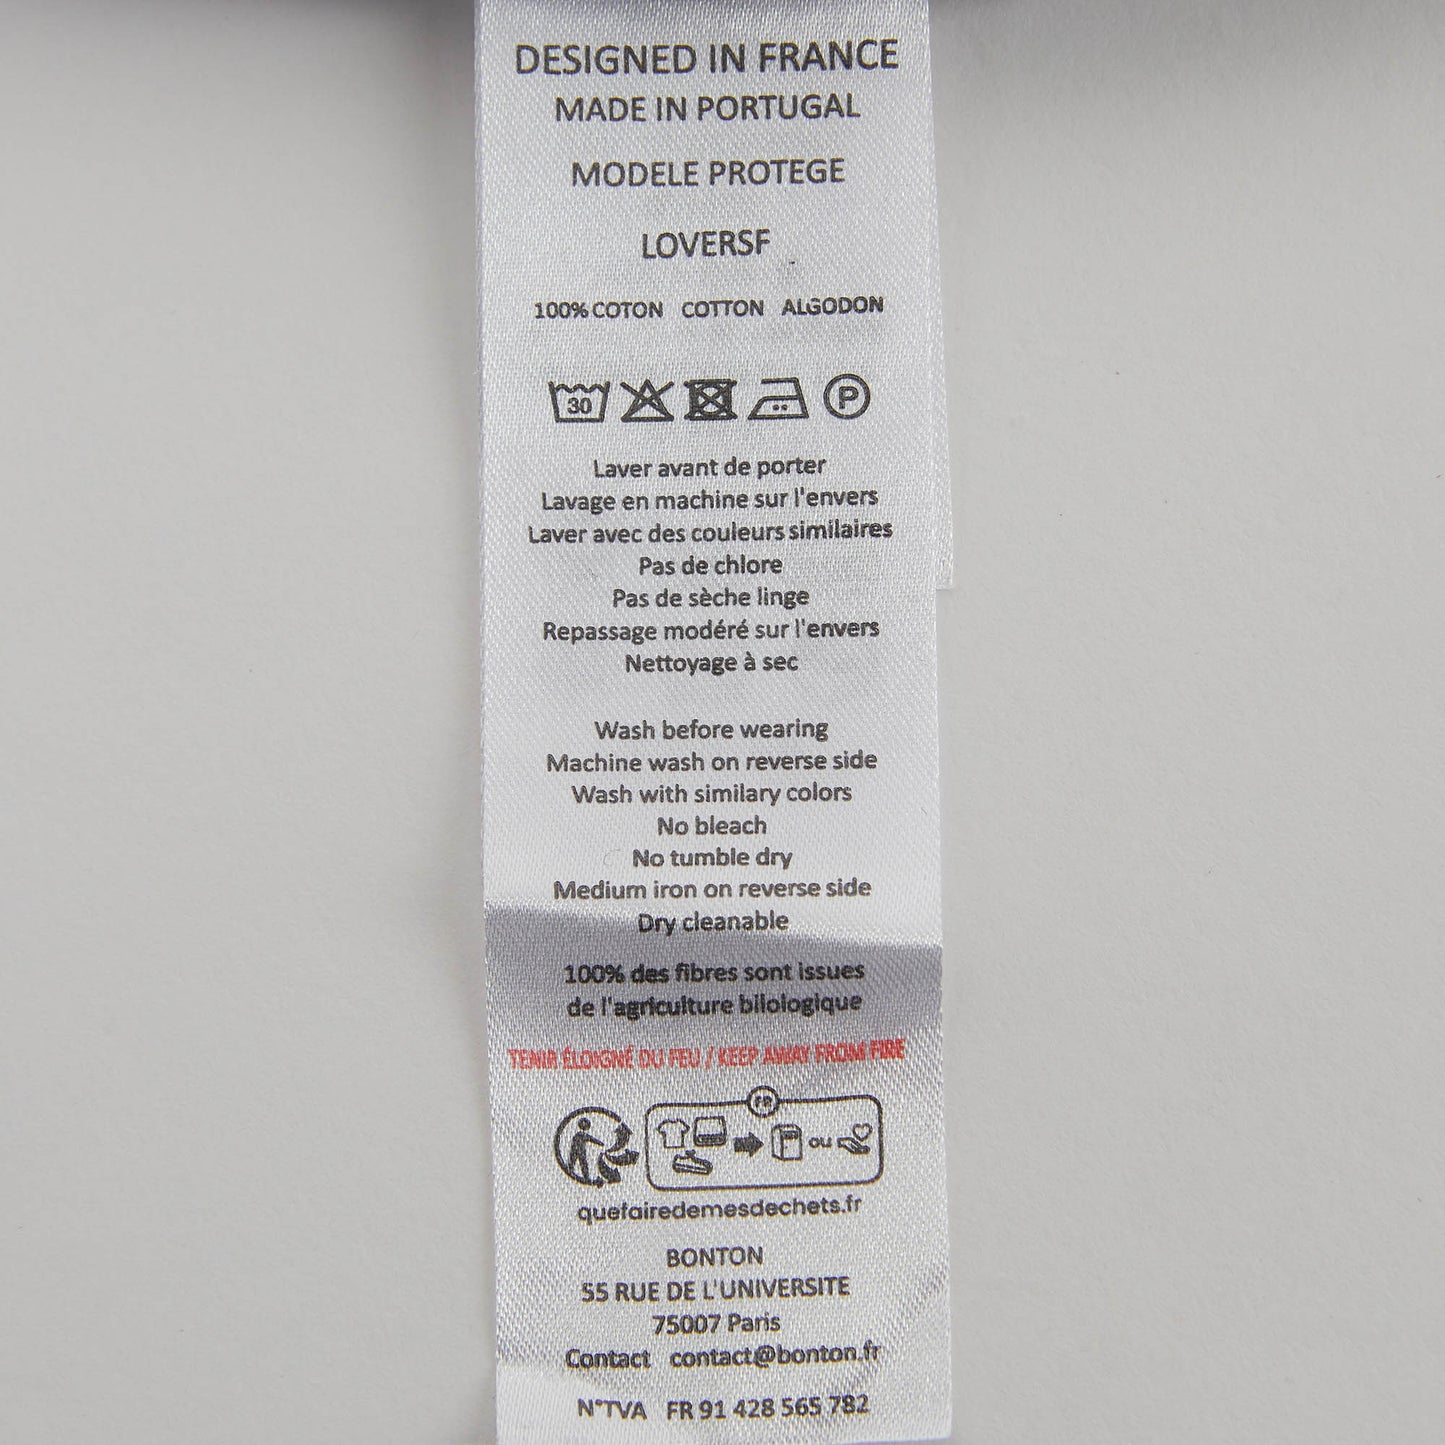 DESIGNED IN FRANCE
MADE IN PORTUGAL
MODELE PROTEGE
LOVERSF
100% COTON COTTON ALGODON
30 P
Laver avant de porter
Lavage en machine sur l'envers
Laver avec des couleurs similaires
Pas de chlore
Pas de sèche linge
Repassage modéré sur l'envers
Nettoyage à sec
Wash before wearing
Machine wash on reverse side
Wash with similary colors
No bleach
No tumble dry
Medium iron on reverse side
Dry cleanable
100% des fibres sont issues
de l'agriculture bilologique
TENIR ÉLOIGNÉ DU FEU / KEEP AWAY FROM FIRE
FR
ou
quefairedemesdechets.fr
BONTON
55 RUE DE L'UNIVERSITE
75007 Paris
Contact contact@bonton.fr
N°TVA FR 91 428 565 782